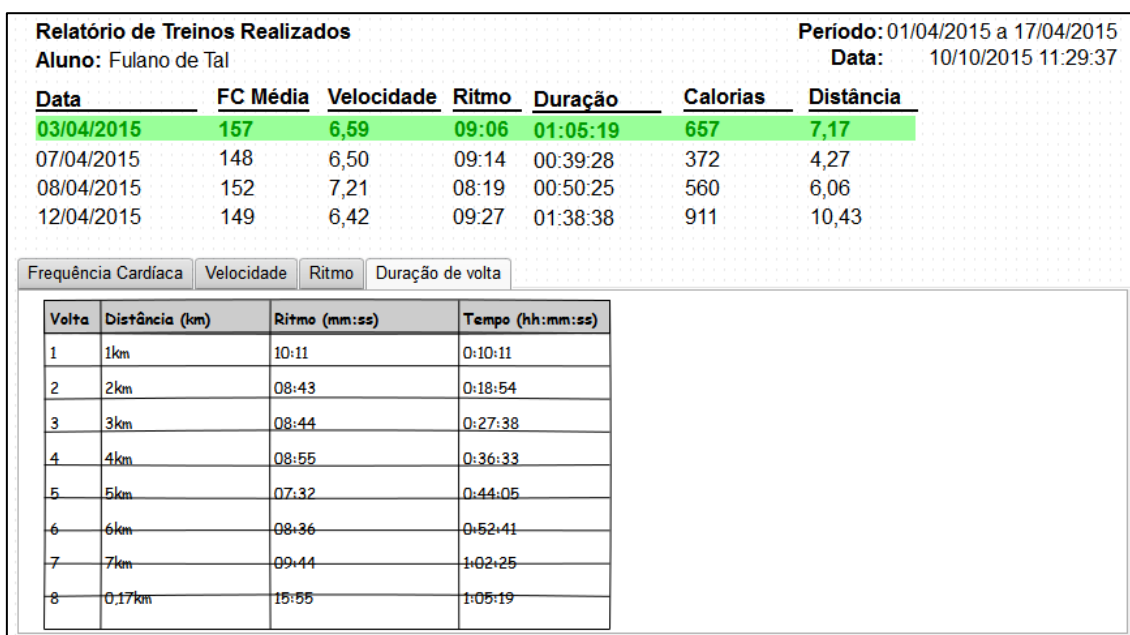 Relatório de Treinos Realizados Período: 01/04/2015 a 17/04/2015
Aluno: Fulano de Tal Data: 10/10/2015 11:29:37
Data FC Média Velocidade Ritmo Duração Calorias Distância
03/04/2015 157 6,59 09:06 01:05:19 657 7,17
07/04/2015 148 6,50 09:14 00:39:28 372 4,27
08/04/2015 152 7,21 08:19 00:50:25 560 6,06
12/04/2015 149 6,42 09:27 01:38:38 911 10,43
Frequência Cardíaca Velocidade Ritmo Duração de volta
Volta Distância (km) Ritmo (mm:ss) Tempo (hh:mm:ss)
1 1km 10:11 0:10:11
2 2km 08:43 0:18:54
3 3km 08:44 0:27:38
4 4km 08:55 0:36:33
5 5km 07:32 0:44:05
6 6km 08:36 0:52:41
7 7km 09:44 1:02:25
8 0,17km 15:55 1:05:19